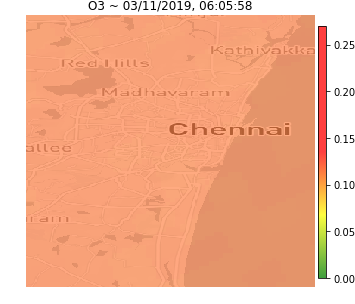 O3 ~ 03/11/2019, 06:05:58
Kathivakka
Red Hills
Madhavaram
Chennai
allee
ram
0.25
0.20
0.15
0.10
0.05
0.00